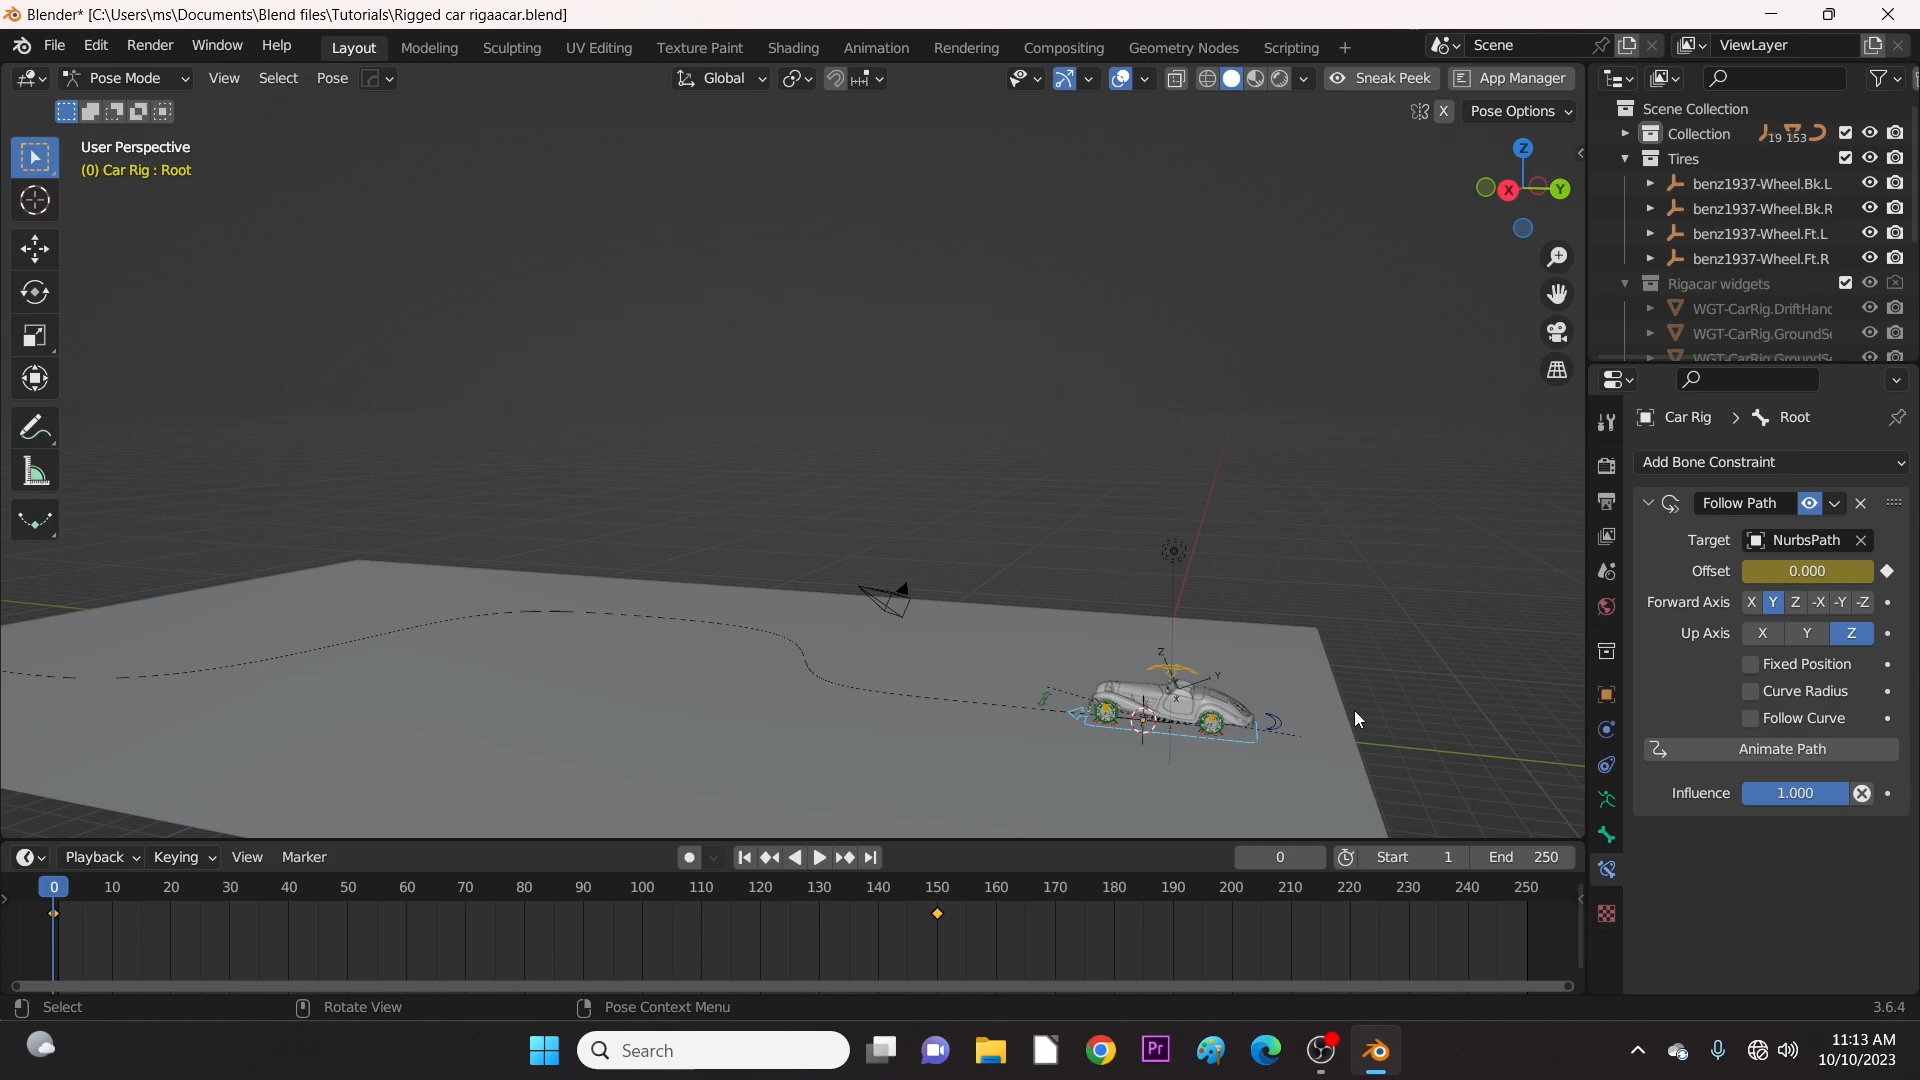 Blender* [C:\Users\ms\Documents\Blend files\Tutorials\Rigged car rigaacar.blend]
File Edit Render Window Help Layout Modeling Sculpting UV Editing Texture Paint Shading Animation Rendering Compositing Geometry Nodes Scripting + Scene ViewLayer
Pose Mode View Select Pose Global Sneak Peek App Manager
X Pose Options
User Perspective
(0) Car Rig : Root
Z
X
Y
Scene Collection
Collection 19 153
Tires
benz1937-Wheel.Bk.L
benz1937-Wheel.Bk.R
benz1937-Wheel.Ft.L
benz1937-Wheel.Ft.R
Rigacar widgets
WGT-CarRig.DriftHanc
WGT-CarRig.GroundSe
WGT-CarRig.GroundSe
Car Rig > Root
Add Bone Constraint
Follow Path
Target NurbsPath
Offset 0.000
Forward Axis X Y Z -X -Y -Z
Up Axis X Y Z
Fixed Position
Curve Radius
Follow Curve
Animate Path
Influence 1.000
Z
Y
X
Playback Keying View Marker 0 Start 1 End 250
0 10 20 30 40 50 60 70 80 90 100 110 120 130 140 150 160 170 180 190 200 210 220 230 240 250
Select Rotate View Pose Context Menu 3.6.4
Search
Pr
11:13 AM
10/10/2023